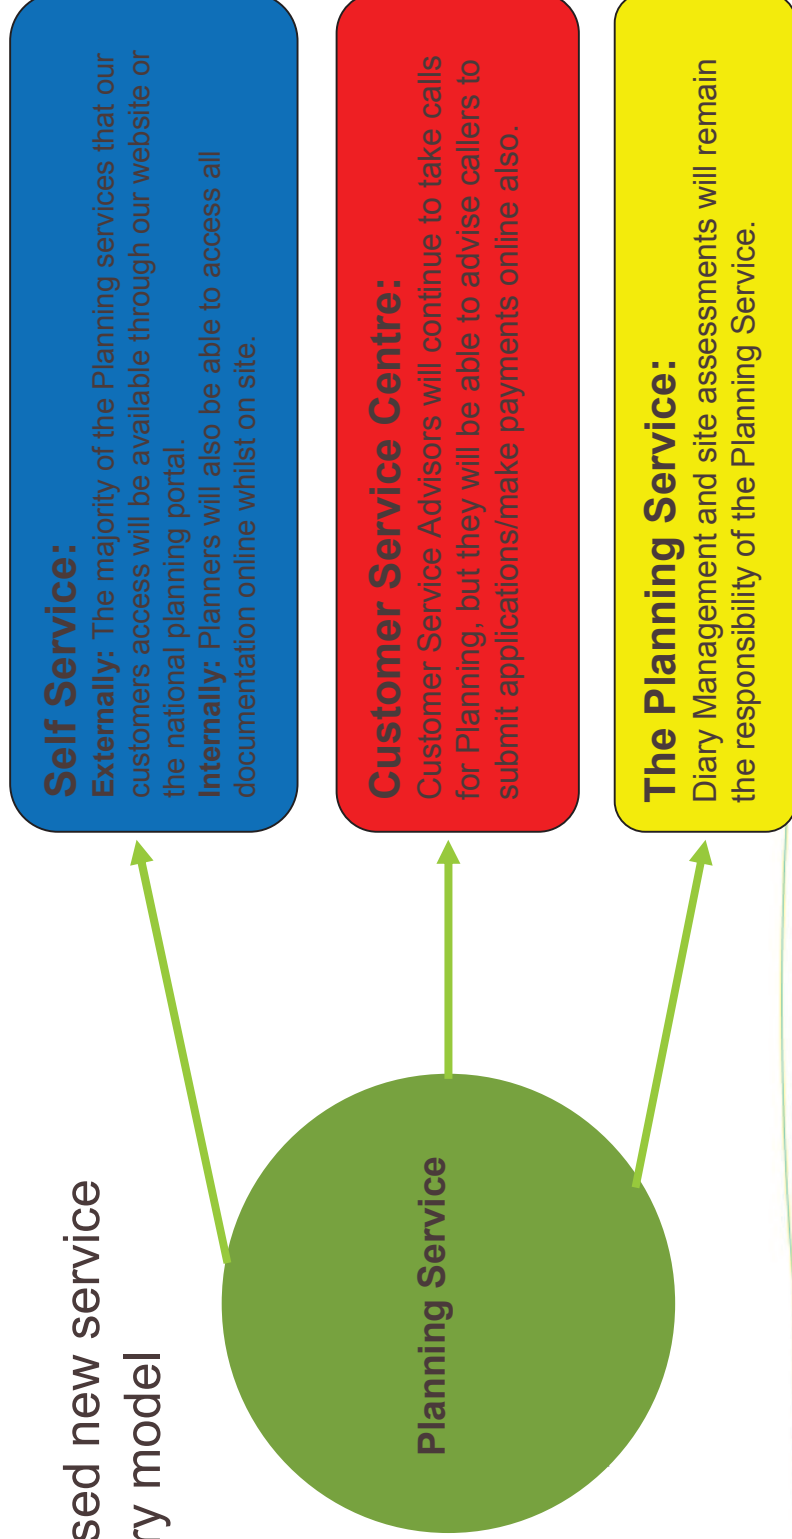 sed new service
ry model
Planning Service
Self Service:
Externally: The majority of the Planning services that our
customers access will be available through our website or
the national planning portal.
Internally: Planners will also be able to access all
documentation online whilst on site.
Customer Service Centre:
Customer Service Advisors will continue to take calls
for Planning, but they will be able to advise callers to
submit applications/make payments online also.
The Planning Service:
Diary Management and site assessments will remain
the responsibility of the Planning Service.